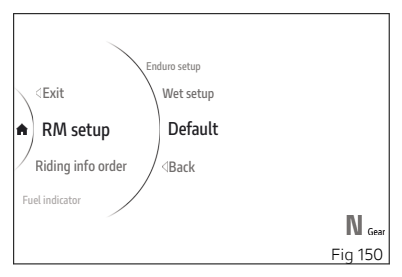 Enduro setup
◁Exit
Wet setup
RM setup
Default
Riding info order
◁Back
Fuel indicator
N Gear
Fig 150